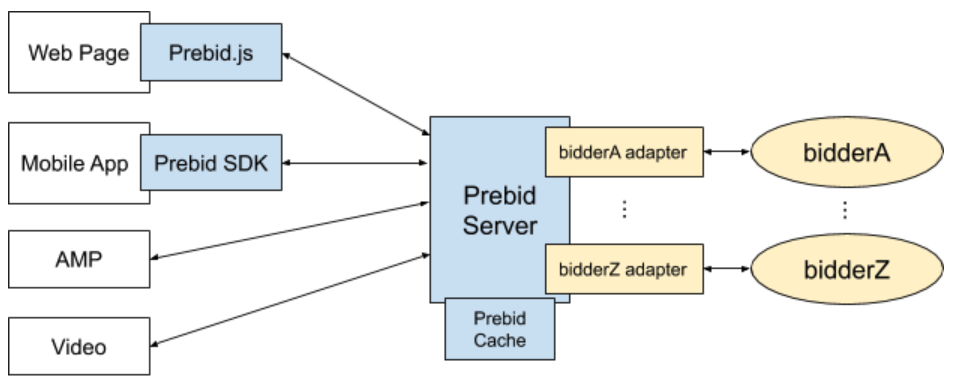 Web Page
Prebid.js
Mobile App
Prebid SDK
AMP
Video
Prebid
Server
Prebid
Cache
bidderA adapter
bidderA
⋮
⋮
bidderZ adapter
bidderZ